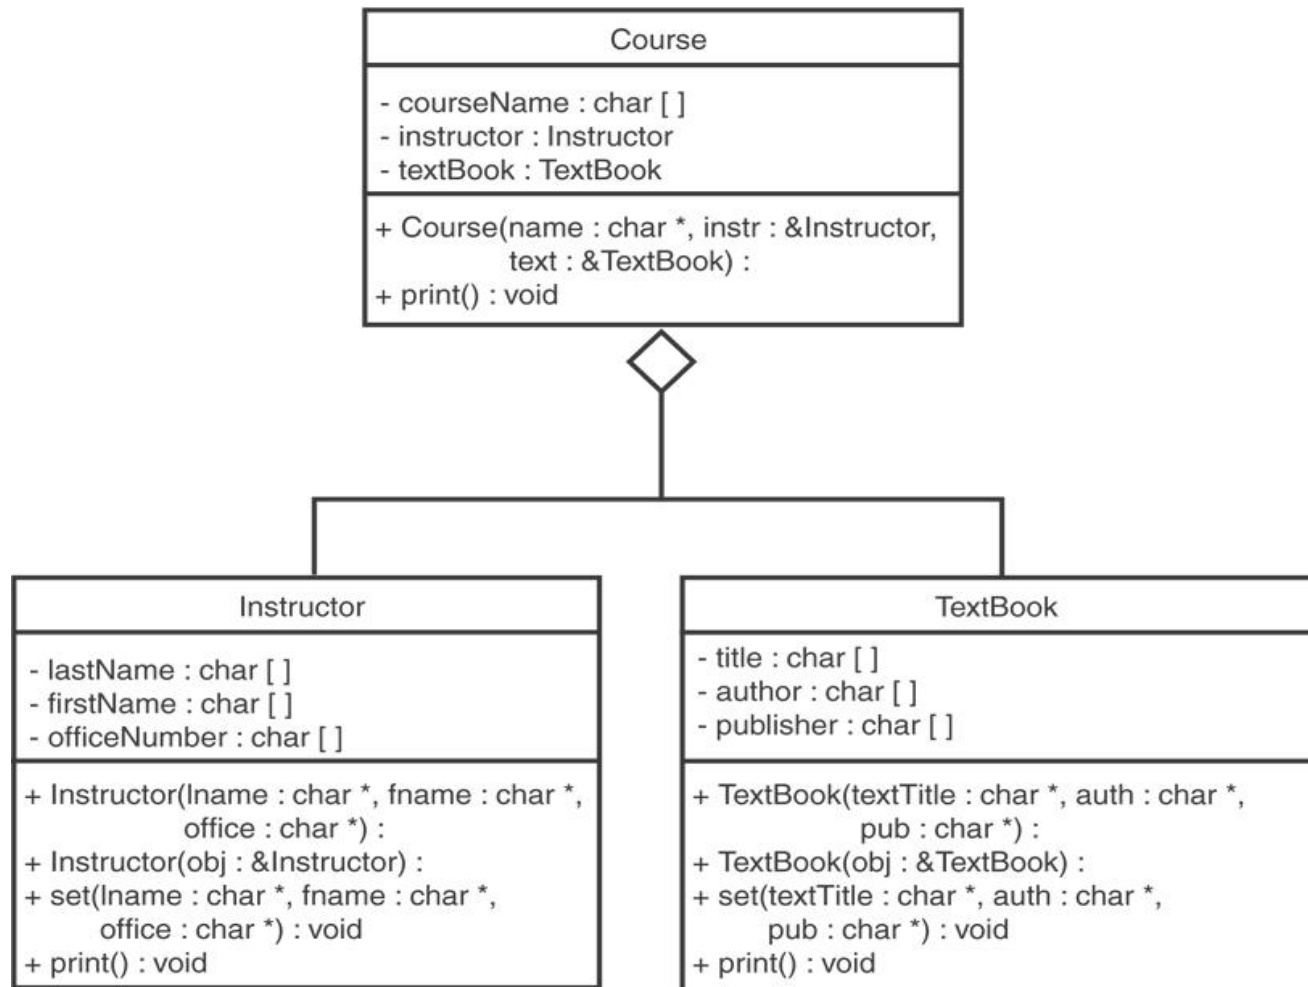 Course
- courseName : char [ ]
- instructor : Instructor
- textBook : TextBook
+ Course(name : char *, instr : &Instructor,
text : &TextBook) :
+ print() : void
Instructor
- lastName : char [ ]
- firstName : char [ ]
- officeNumber : char [ ]
+ Instructor(lname : char *, fname : char *,
office : char *) :
+ Instructor(obj : &Instructor) :
+ set(lname : char *, fname : char *,
office : char *) : void
+ print() : void
TextBook
- title : char [ ]
- author : char [ ]
- publisher : char [ ]
+ TextBook(textTitle : char *, auth : char *,
pub : char *) :
+ TextBook(obj : &TextBook) :
+ set(textTitle : char *, auth : char *,
pub : char *) : void
+ print() : void